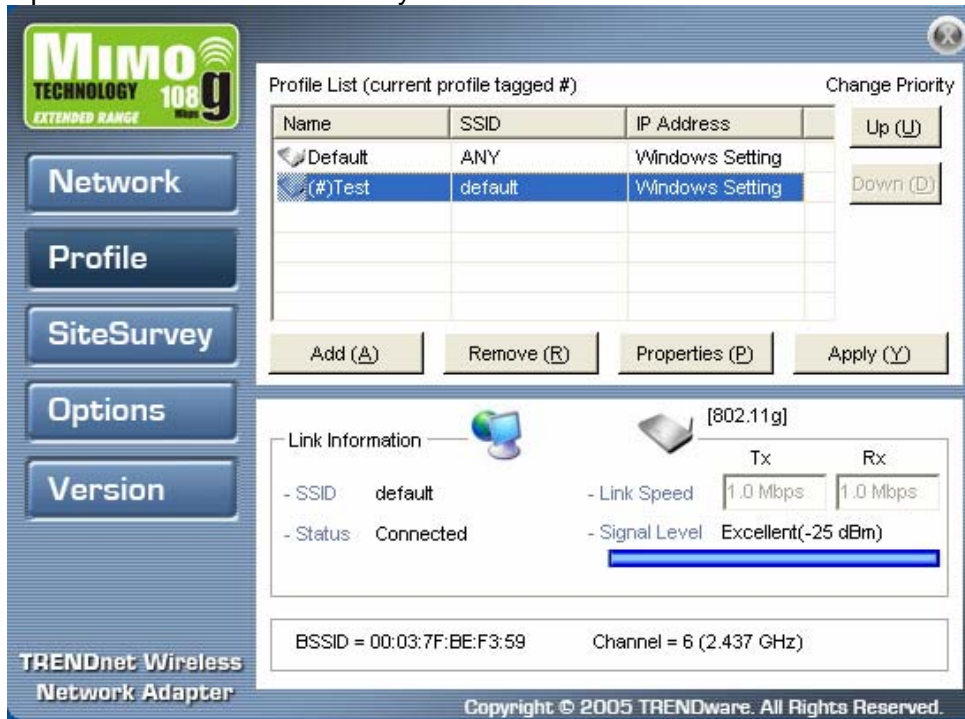 MIMO g
TECHNOLOGY 108 Mbps
EXTENDED RANGE
Network
Profile
SiteSurvey
Options
Version
TRENDnet Wireless
Network Adapter
Profile List (current profile tagged #) Change Priority
Name SSID IP Address
Default ANY Windows Setting
(#)Test default Windows Setting
Up (U)
Down (D)
Add (A) Remove (R) Properties (P) Apply (Y)
Link Information [802.11g]
Tx Rx
- SSID default - Link Speed 1.0 Mbps 1.0 Mbps
- Status Connected - Signal Level Excellent(-25 dBm)
BSSID = 00:03:7F:BE:F3:59 Channel = 6 (2.437 GHz)
Copyright © 2005 TRENDware. All Rights Reserved.